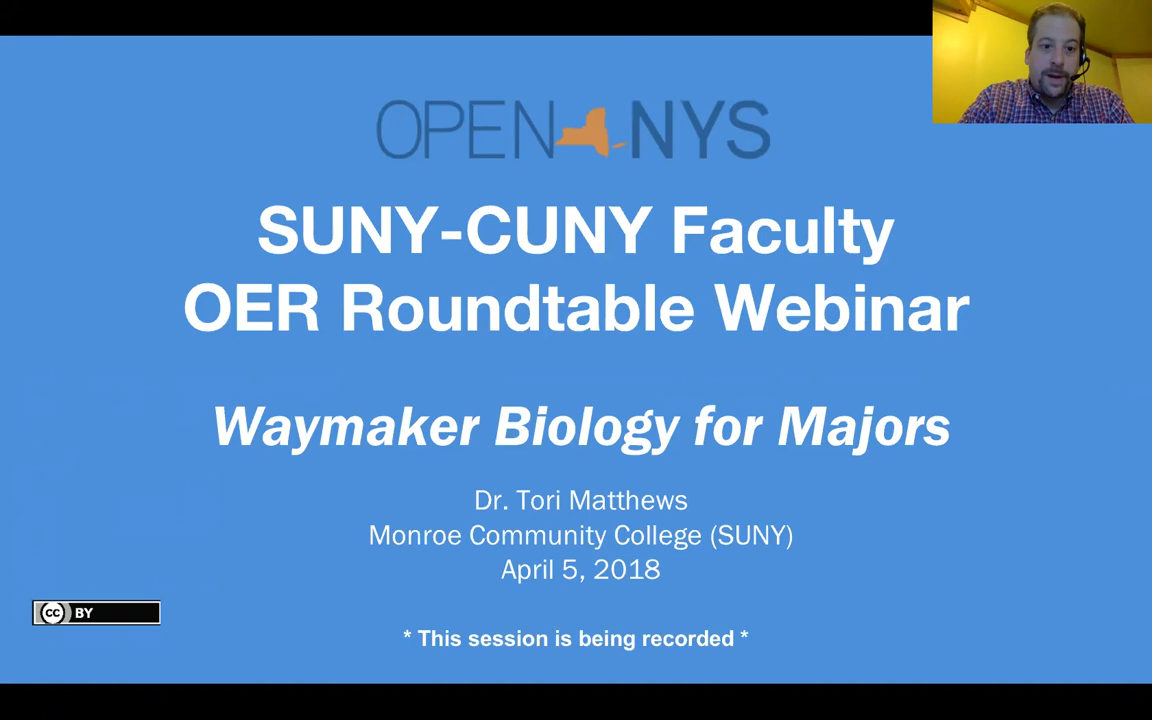 OPEN NYS
SUNY-CUNY Faculty
OER Roundtable Webinar
Waymaker Biology for Majors
Dr. Tori Matthews
Monroe Community College (SUNY)
April 5, 2018
cc BY
* This session is being recorded *